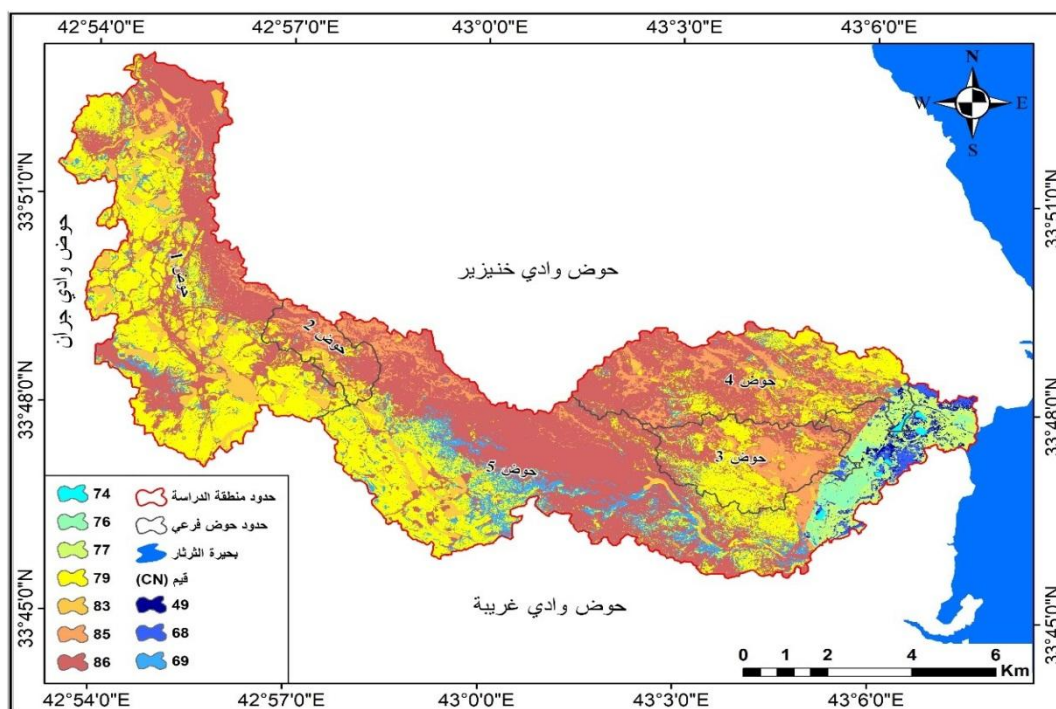 42°54'0"E 42°57'0"E 43°0'0"E 43°3'0"E 43°6'0"E
N
W E
S
33°51'0"N
33°51'0"N
حوض وادي خنيزير
حوض وادي جران
حوض 1
حوض 2
حوض 4
33°48'0"N
33°48'0"N
حوض 3
حوض 5
74 حدود منطقة الدراسة
76 حدود حوض فرعي
77 بحيرة الثرثار
79 قيم (CN)
83 49
85 68
86 69
حوض وادي غريبة
33°45'0"N
33°45'0"N
0 1 2 4 6
Km
42°54'0"E 42°57'0"E 43°0'0"E 43°3'0"E 43°6'0"E